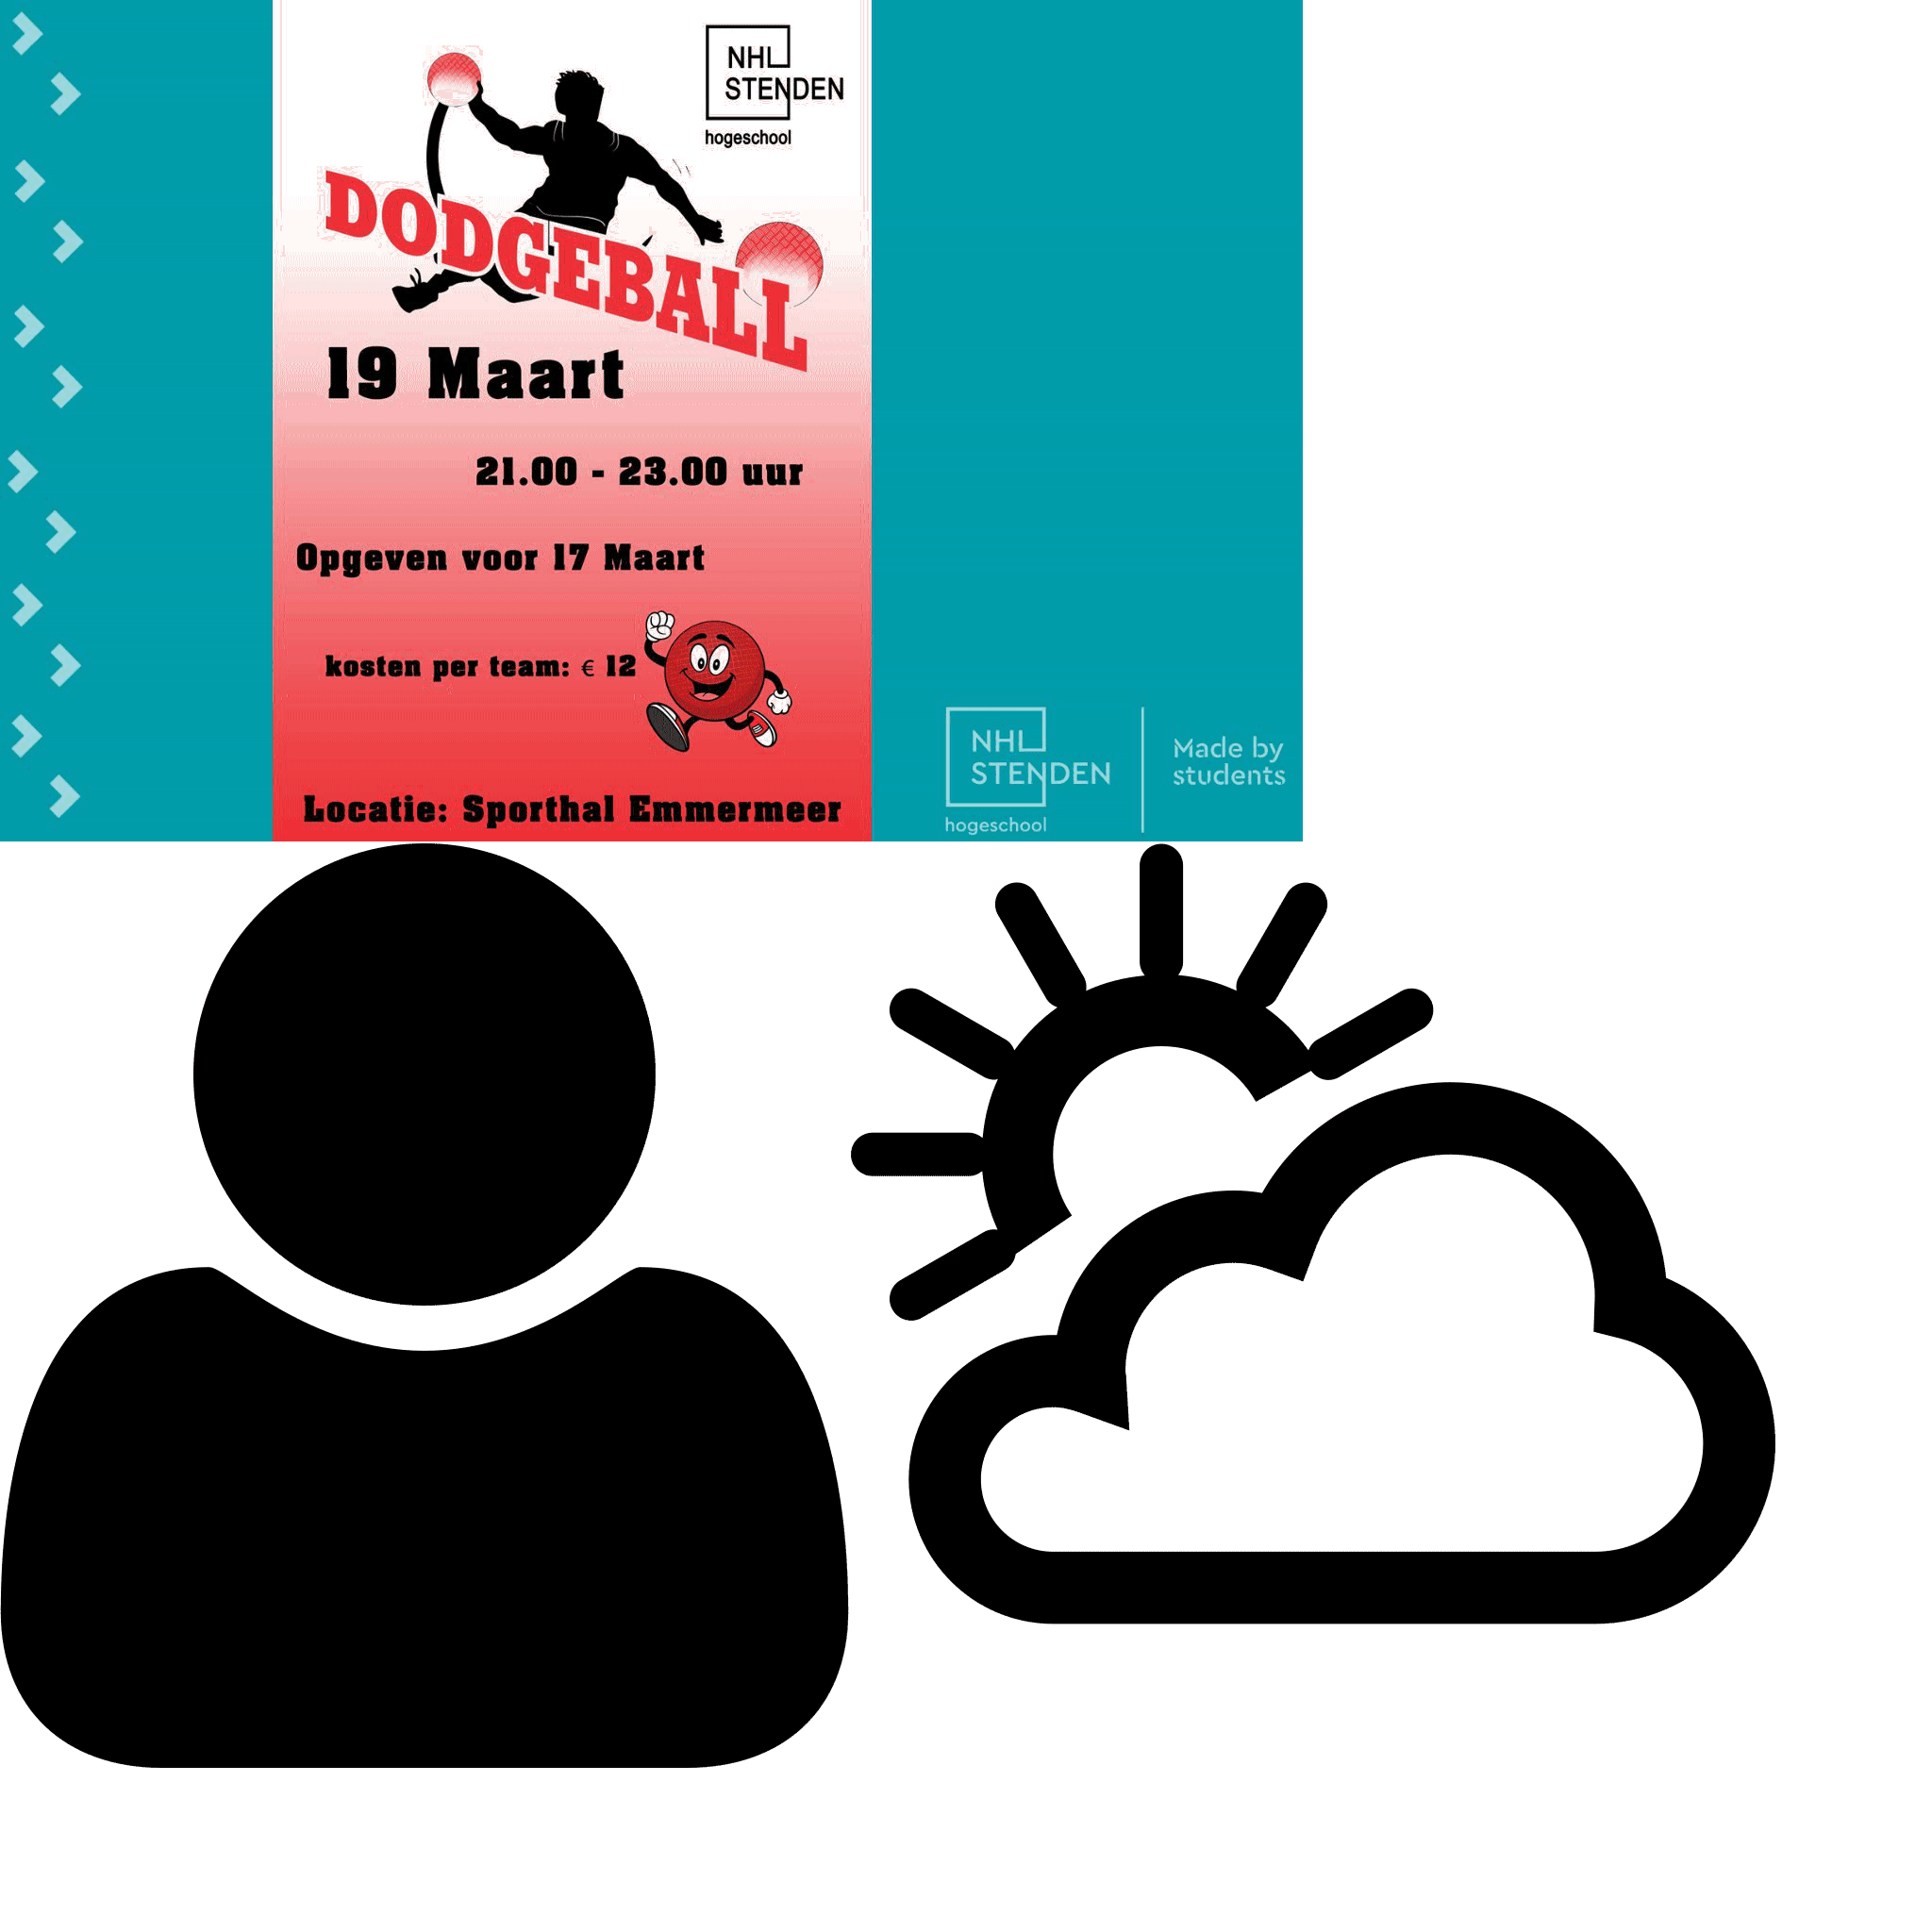 NHL
STENDEN
hogeschool
DODGEBALL
19 Maart
21.00 - 23.00 uur
Opgeven voor 17 Maart
kosten per team: € 12
Locatie: Sporthal Emmermeer
NHL
STENDEN
hogeschool
Made by
students